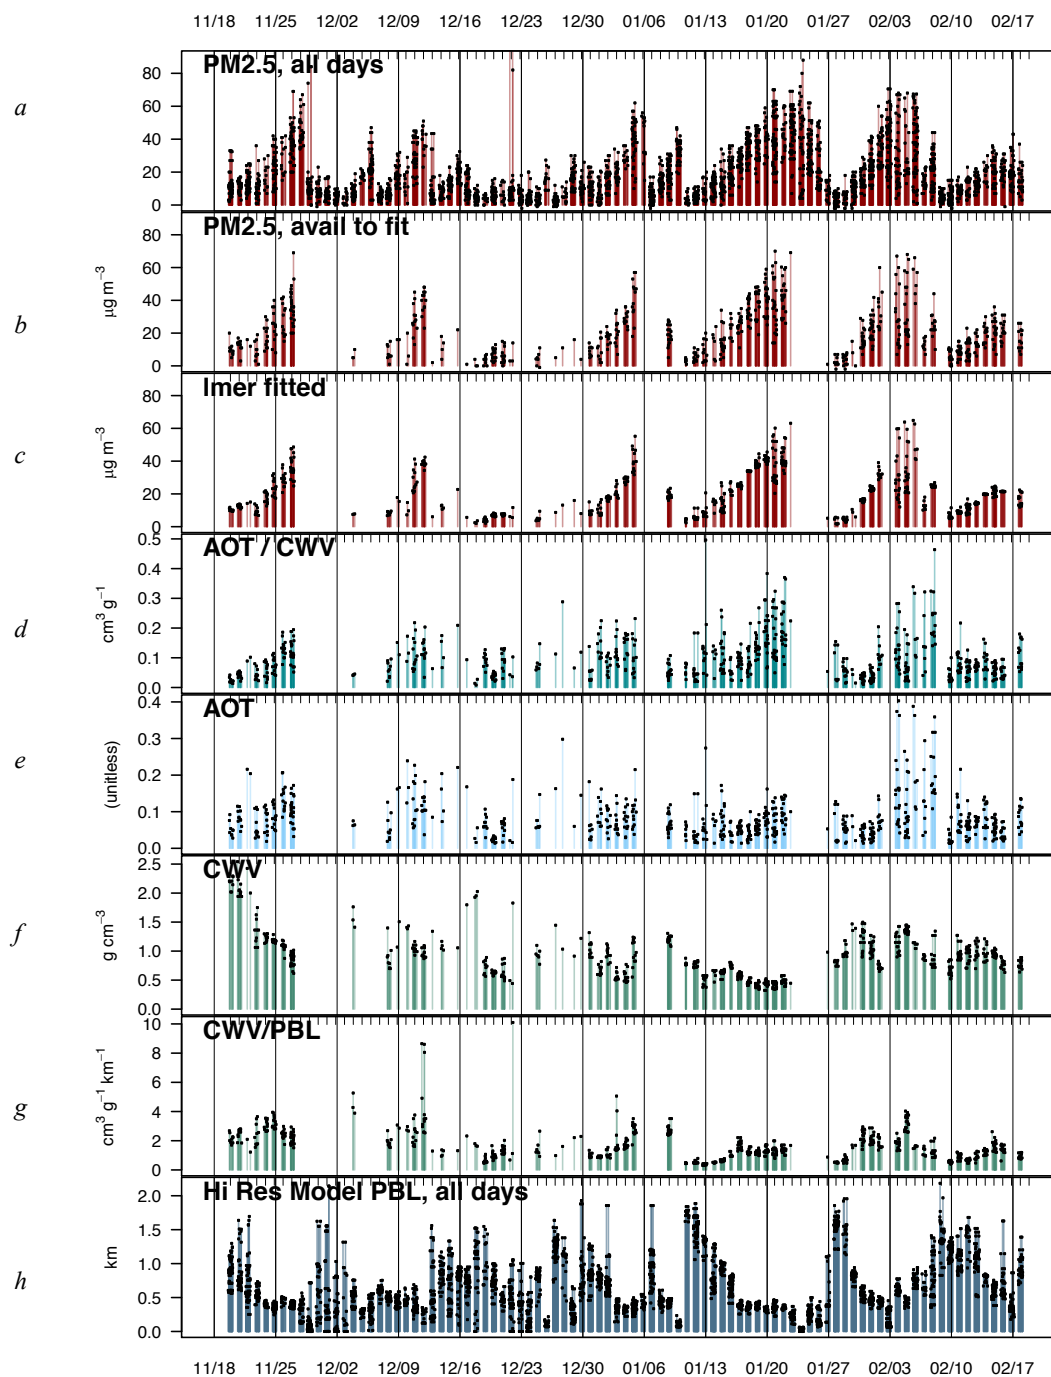 11/18 11/25 12/02 12/09 12/16 12/23 12/30 01/06 01/13 01/20 01/27 02/03 02/10 02/17
a
PM2.5, all days
80
60
40
20
0
b
PM2.5, avail to fit
µg m−3
80
60
40
20
0
c
lmer fitted
µg m−3
80
60
40
20
0
d
AOT / CWV
cm3 g−1
0.5
0.4
0.3
0.2
0.1
0.0
e
AOT
(unitless)
0.4
0.3
0.2
0.1
0.0
f
CWV
g cm−3
2.5
2.0
1.5
1.0
0.5
0.0
g
CWV/PBL
cm3 g−1 km−1
10
8
6
4
2
0
h
Hi Res Model PBL, all days
km
2.0
1.5
1.0
0.5
0.0
11/18 11/25 12/02 12/09 12/16 12/23 12/30 01/06 01/13 01/20 01/27 02/03 02/10 02/17